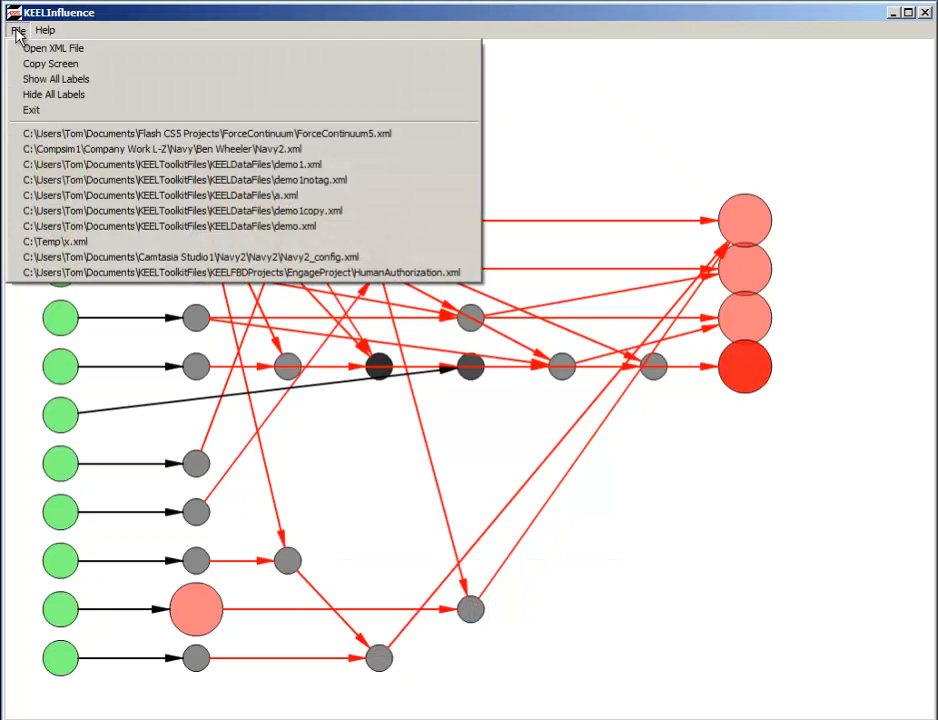 KEELInfluence
File Help
Open XML File
Copy Screen
Show All Labels
Hide All Labels
Exit
C:\Users\Tom\Documents\Flash CS5 Projects\ForceContinuum\ForceContinuum5.xml
C:\Compsim1\Company Work L-Z\Navy\Ben Wheeler\Navy2.xml
C:\Users\Tom\Documents\KEELToolkitFiles\KEELDataFiles\demo1.xml
C:\Users\Tom\Documents\KEELToolkitFiles\KEELDataFiles\demo1notag.xml
C:\Users\Tom\Documents\KEELToolkitFiles\KEELDataFiles\a.xml
C:\Users\Tom\Documents\KEELToolkitFiles\KEELDataFiles\demo1copy.xml
C:\Users\Tom\Documents\KEELToolkitFiles\KEELDataFiles\demo.xml
C:\Temp\x.xml
C:\Users\Tom\Documents\Camtasia Studio1\Navy2\Navy2\Navy2_config.xml
C:\Users\Tom\Documents\KEELToolkitFiles\KEELFBDProjects\EngageProject\HumanAuthorization.xml